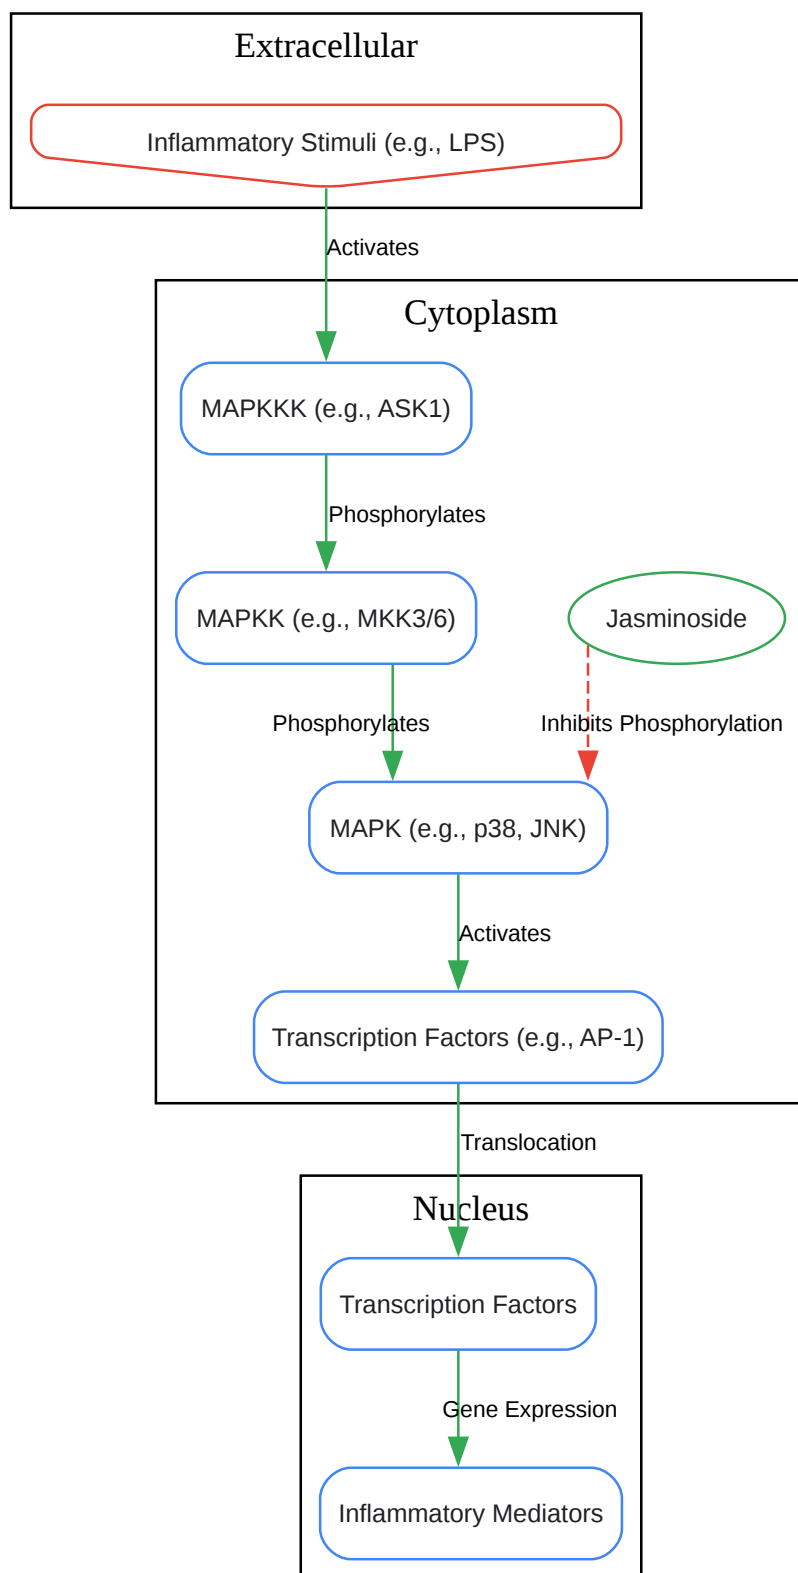 Extracellular
Inflammatory Stimuli (e.g., LPS)
Activates
Cytoplasm
MAPKKK (e.g., ASK1)
Phosphorylates
MAPKK (e.g., MKK3/6)
Jasminoside
Phosphorylates
Inhibits Phosphorylation
MAPK (e.g., p38, JNK)
Activates
Transcription Factors (e.g., AP-1)
Translocation
Nucleus
Transcription Factors
Gene Expression
Inflammatory Mediators